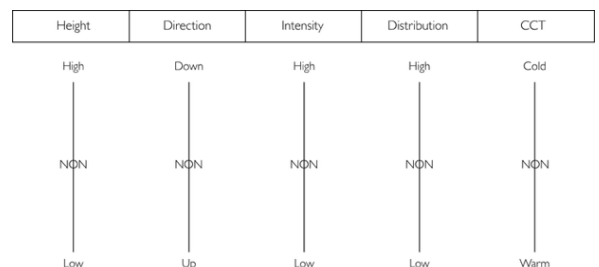 Height Direction Intensity Distribution CCT
High Down High High Cold
NON NON NON NON NON
Low Up Low Low Warm